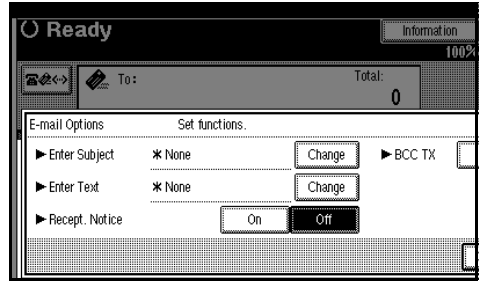 Ready
Information
100%
To:
Total:
0
E-mail Options Set functions.
►Enter Subject ✱ None Change ►BCC TX
►Enter Text ✱ None Change
►Recept. Notice On Off